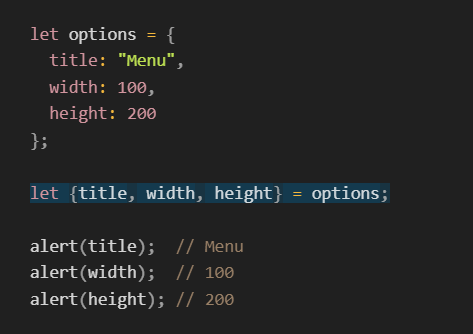 let options = {
  title: "Menu",
  width: 100,
  height: 200
};
let {title, width, height} = options;
alert(title);  // Menu
alert(width);  // 100
alert(height); // 200